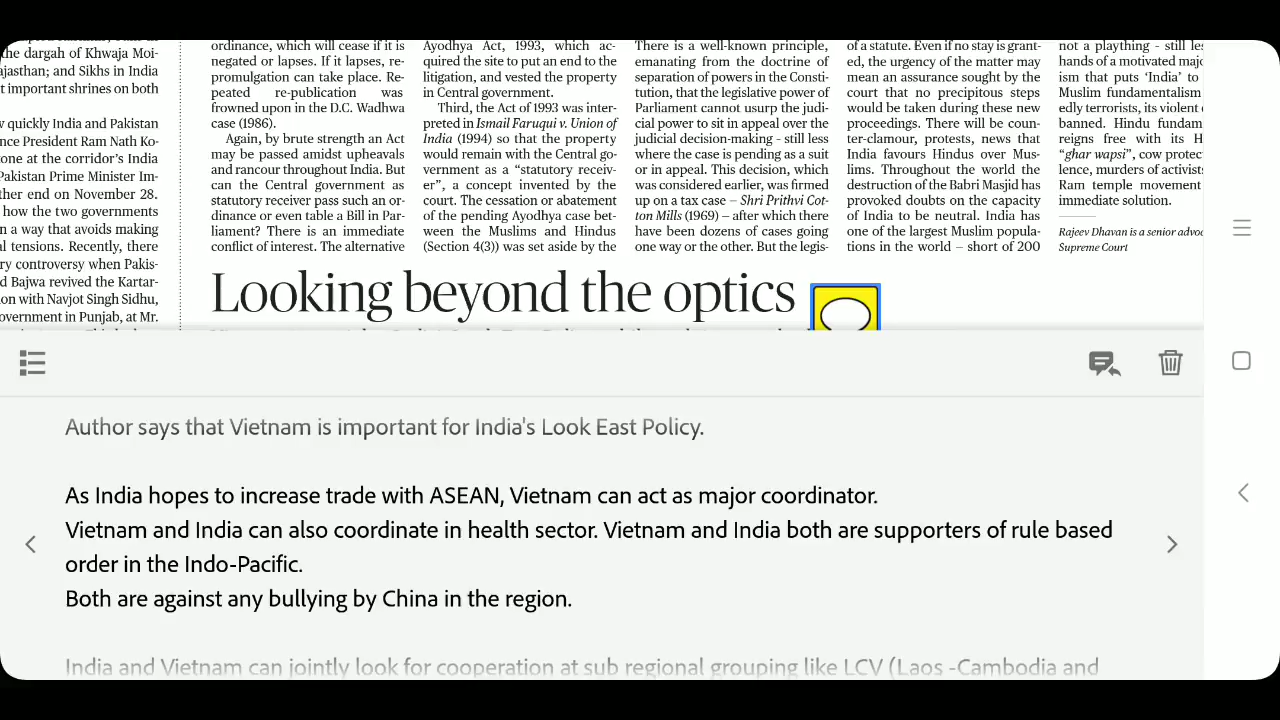 the dargah of Khwaja Moi-
ajasthan; and Sikhs in India
t important shrines on both
quickly India and Pakistan
nce President Ram Nath Ko-
one at the corridor's India
Pakistan Prime Minister Im-
ther end on November 28.
how the two governments
n a way that avoids making
al tensions. Recently, there
ry controversy when Pakis-
d Bajwa revived the Kartar-
on with Navjot Singh Sidhu,
overnment in Punjab, at Mr.
ordinance, which will cease if it is
negated or lapses. If it lapses, re-
promulgation can take place. Re-
peated re-publication was
frowned upon in the D.C. Wadhwa
case (1986).
Again, by brute strength an Act
may be passed amidst upheavals
and rancour throughout India. But
can the Central government as
statutory receiver pass such an or-
dinance or even table a Bill in Par-
liament? There is an immediate
conflict of interest. The alternative
Ayodhya Act, 1993, which ac-
quired the site to put an end to the
litigation, and vested the property
in Central government.
Third, the Act of 1993 was inter-
preted in Ismail Faruqui v. Union of
India (1994) so that the property
would remain with the Central go-
vernment as a “statutory receiv-
er”, a concept invented by the
court. The cessation or abatement
of the pending Ayodhya case bet-
ween the Muslims and Hindus
(Section 4(3)) was set aside by the
There is a well-known principle,
emanating from the doctrine of
separation of powers in the Consti-
tution, that the legislative power of
Parliament cannot usurp the judi-
cial power to sit in appeal over the
judicial decision-making - still less
where the case is pending as a suit
or in appeal. This decision, which
was considered earlier, was firmed
up on a tax case – Shri Prithvi Cot-
ton Mills (1969) – after which there
have been dozens of cases going
one way or the other. But the legis-
of a statute. Even if no stay is grant-
ed, the urgency of the matter may
mean an assurance sought by the
court that no precipitous steps
would be taken during these new
proceedings. There will be coun-
ter-clamour, protests, news that
India favours Hindus over Mus-
lims. Throughout the world the
destruction of the Babri Masjid has
provoked doubts on the capacity
of India to be neutral. India has
one of the largest Muslim popula-
tions in the world – short of 200
not a plaything - still les
hands of a motivated majo
ism that puts ‘India’ to
Muslim fundamentalism
edly terrorists, its violent
banned. Hindu fundam
reigns free with its H
“ghar wapsi”, cow protec
lence, murders of activists
Ram temple movement
immediate solution.
Rajeev Dhavan is a senior advoc
Supreme Court
Looking beyond the optics
Author says that Vietnam is important for India's Look East Policy.
As India hopes to increase trade with ASEAN, Vietnam can act as major coordinator.
Vietnam and India can also coordinate in health sector. Vietnam and India both are supporters of rule based
order in the Indo-Pacific.
Both are against any bullying by China in the region.
India and Vietnam can jointly look for cooperation at sub regional grouping like LCV (Laos -Cambodia and